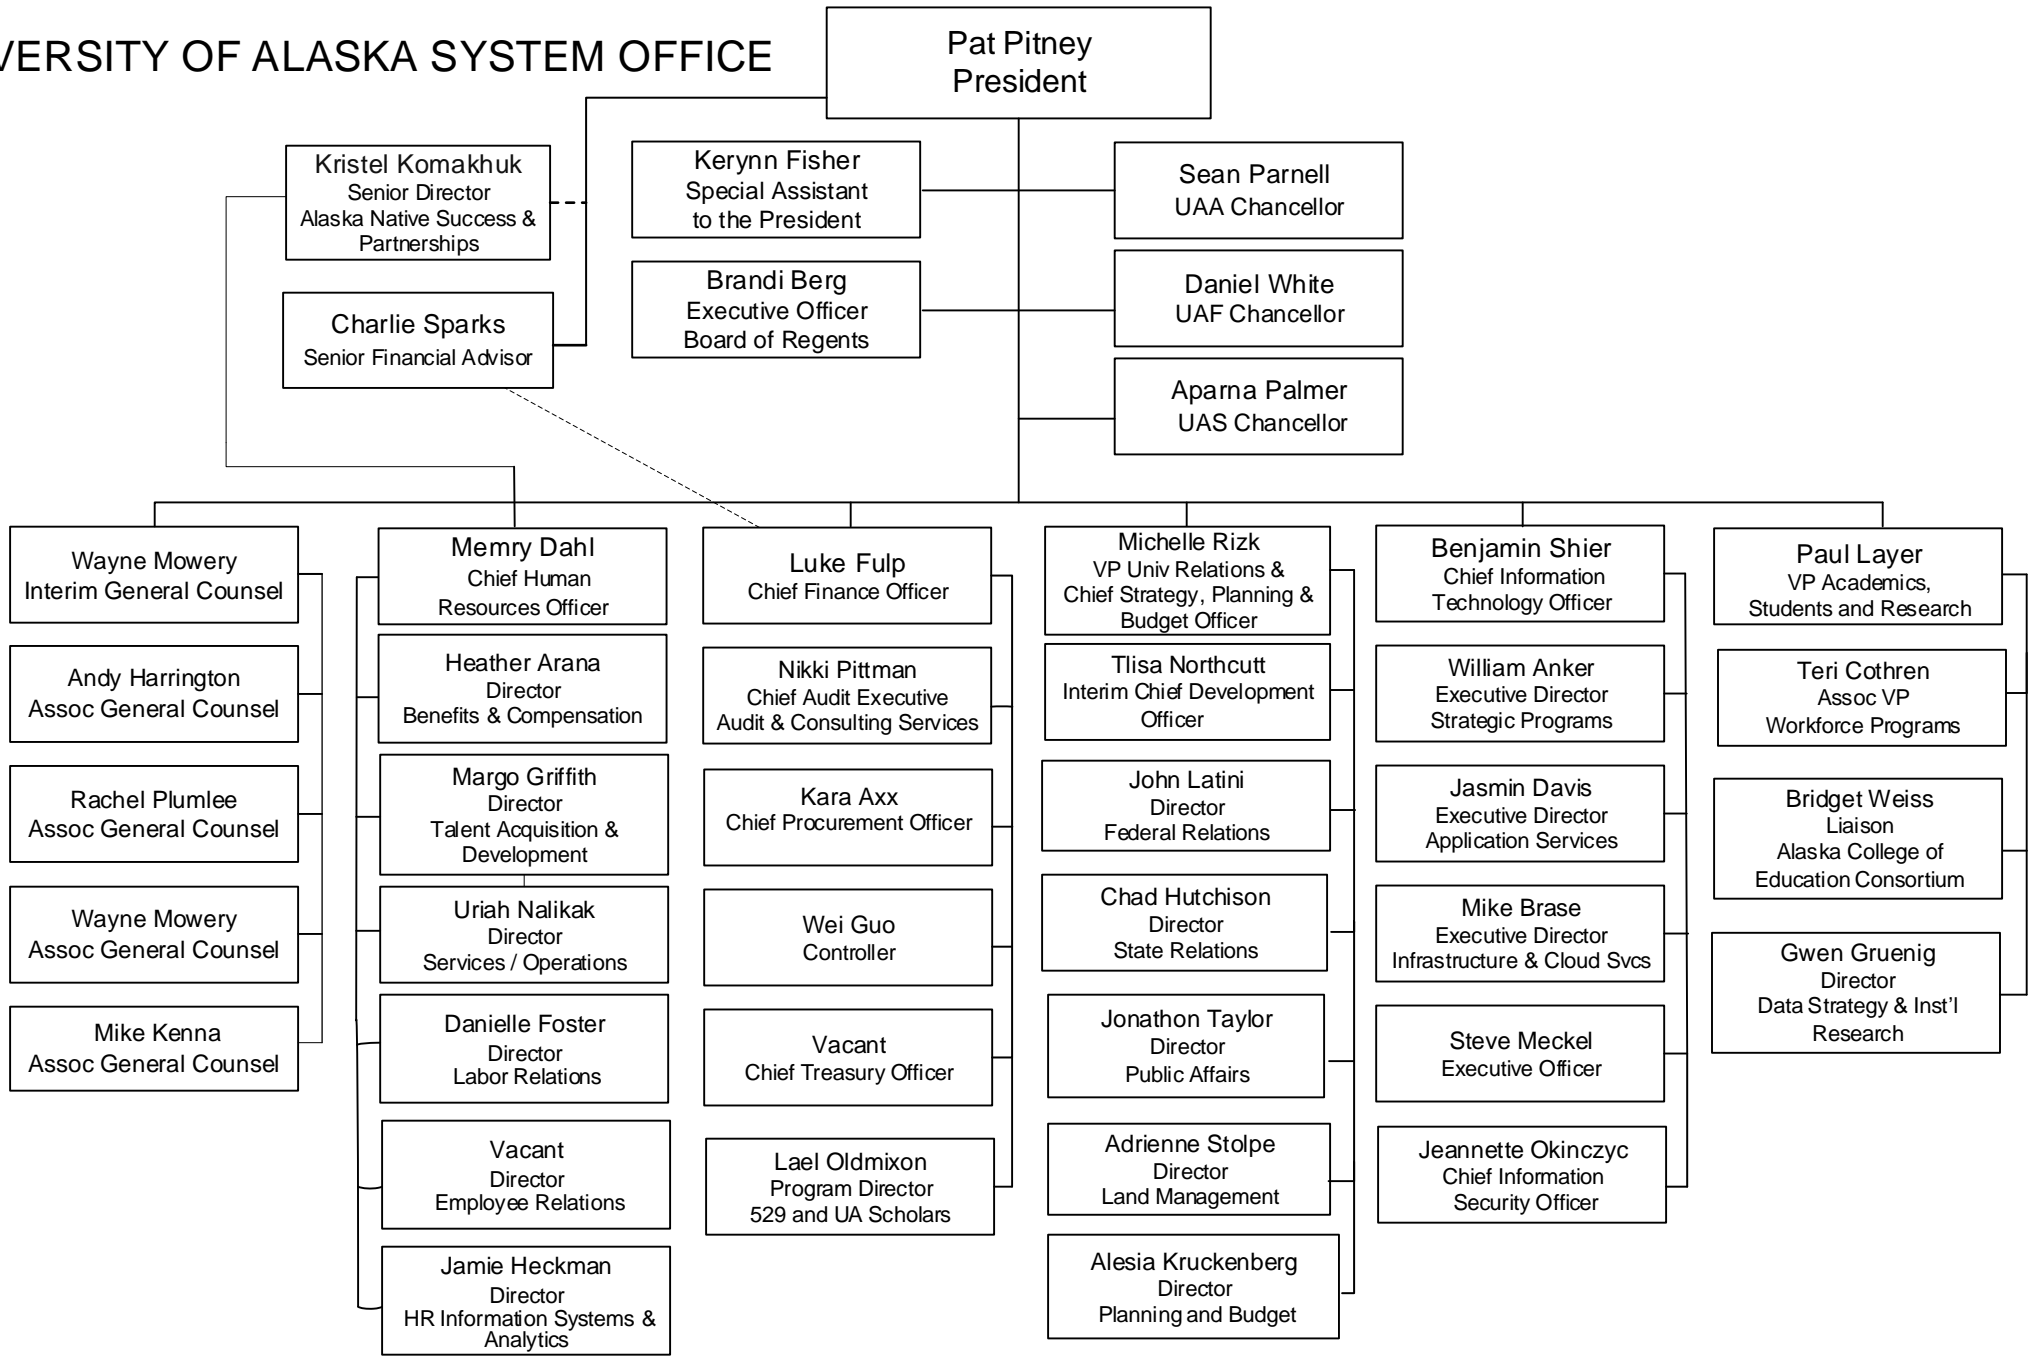 VERSITY OF ALASKA SYSTEM OFFICE
Pat Pitney
President
Kristel Komakhuk
Senior Director
Alaska Native Success &
Partnerships
Charlie Sparks
Senior Financial Advisor
Kerynn Fisher
Special Assistant
to the President
Brandi Berg
Executive Officer
Board of Regents
Sean Parnell
UAA Chancellor
Daniel White
UAF Chancellor
Aparna Palmer
UAS Chancellor
Wayne Mowery
Interim General Counsel
Andy Harrington
Assoc General Counsel
Rachel Plumlee
Assoc General Counsel
Wayne Mowery
Assoc General Counsel
Mike Kenna
Assoc General Counsel
Memry Dahl
Chief Human
Resources Officer
Heather Arana
Director
Benefits & Compensation
Margo Griffith
Director
Talent Acquisition &
Development
Uriah Nalikak
Director
Services / Operations
Danielle Foster
Director
Labor Relations
Vacant
Director
Employee Relations
Jamie Heckman
Director
HR Information Systems &
Analytics
Luke Fulp
Chief Finance Officer
Nikki Pittman
Chief Audit Executive
Audit & Consulting Services
Kara Axx
Chief Procurement Officer
Wei Guo
Controller
Vacant
Chief Treasury Officer
Lael Oldmixon
Program Director
529 and UA Scholars
Michelle Rizk
VP Univ Relations &
Chief Strategy, Planning &
Budget Officer
Tlisa Northcutt
Interim Chief Development
Officer
John Latini
Director
Federal Relations
Chad Hutchison
Director
State Relations
Jonathon Taylor
Director
Public Affairs
Adrienne Stolpe
Director
Land Management
Alesia Kruckenberg
Director
Planning and Budget
Benjamin Shier
Chief Information
Technology Officer
William Anker
Executive Director
Strategic Programs
Jasmin Davis
Executive Director
Application Services
Mike Brase
Executive Director
Infrastructure & Cloud Svcs
Steve Meckel
Executive Officer
Jeannette Okinczyc
Chief Information
Security Officer
Paul Layer
VP Academics,
Students and Research
Teri Cothren
Assoc VP
Workforce Programs
Bridget Weiss
Liaison
Alaska College of
Education Consortium
Gwen Gruenig
Director
Data Strategy & Inst'l
Research